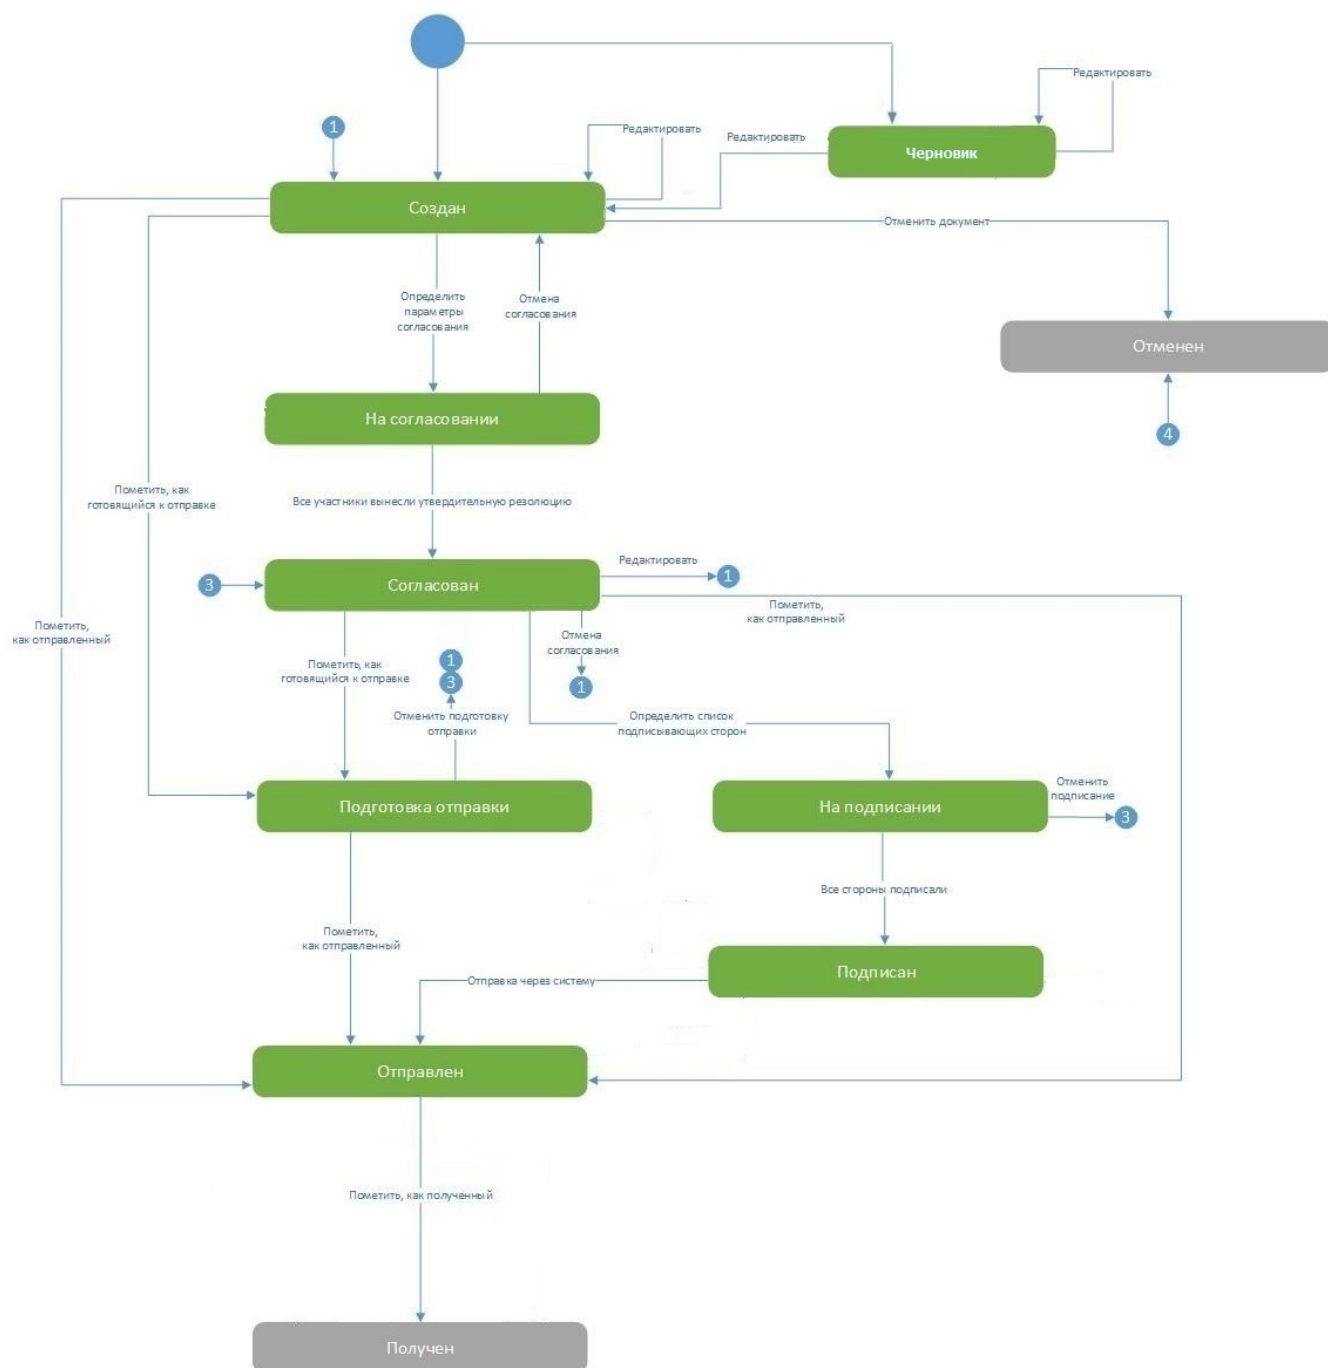 Редактировать
1
Редактировать
Редактировать
Черновик
Создан
Отменить документ
Определить
параметры
согласования
Отмена
согласования
Отменен
На согласовании
4
Пометить, как
готовящийся к отправке
Все участники вынесли утвердительную резолюцию
Редактировать
3
Согласован
1
Пометить,
как отправленный
Пометить,
как отправленный
Отмена
согласования
Пометить, как
готовящийся к отправке
1
3
1
Отменить подготовку
отправки
Определить список
подписывающих сторон
Подготовка отправки
На подписании
Отменить
подписание
3
Все стороны подписали
Пометить,
как отправленный
Подписан
Отправка через систему
Отправлен
Пометить, как полученный
Получен